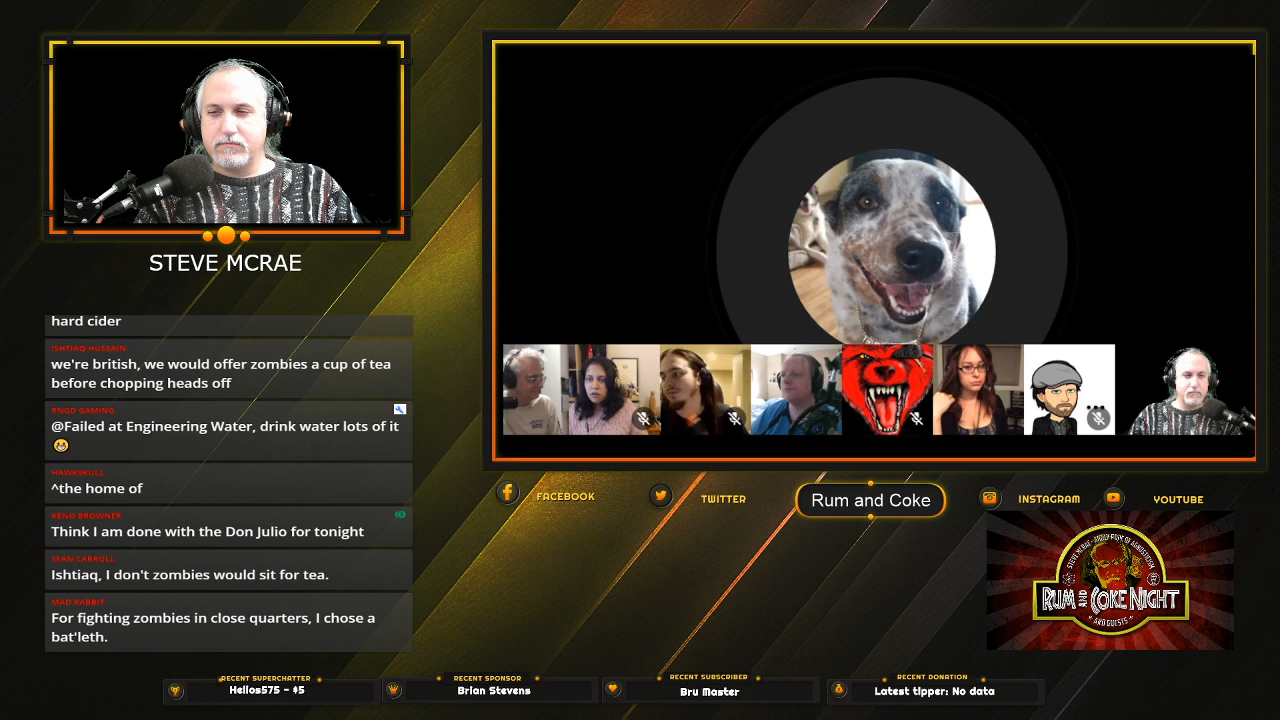 STEVE MCRAE
hard cider
ISHTIAQ HUSSAIN
we're british, we would offer zombies a cup of tea
before chopping heads off
RNGD GAMING
@Failed at Engineering Water, drink water lots of it
HAWKSKULL
^the home of
KENO BROWNER
Think I am done with the Don Julio for tonight
SEAN CARROLL
Ishtiaq, I don't zombies would sit for tea.
MAD RABBIT
For fighting zombies in close quarters, I chose a
bat'leth.
FACEBOOK
TWITTER
Rum and Coke
INSTAGRAM
YOUTUBE
RUM AND COKE NIGHT
AND GUESTS
RECENT SUPERCHATTER
Helios575 - $5
RECENT SPONSOR
Brian Stevens
RECENT SUBSCRIBER
Bru Master
RECENT DONATION
Latest tipper: No data